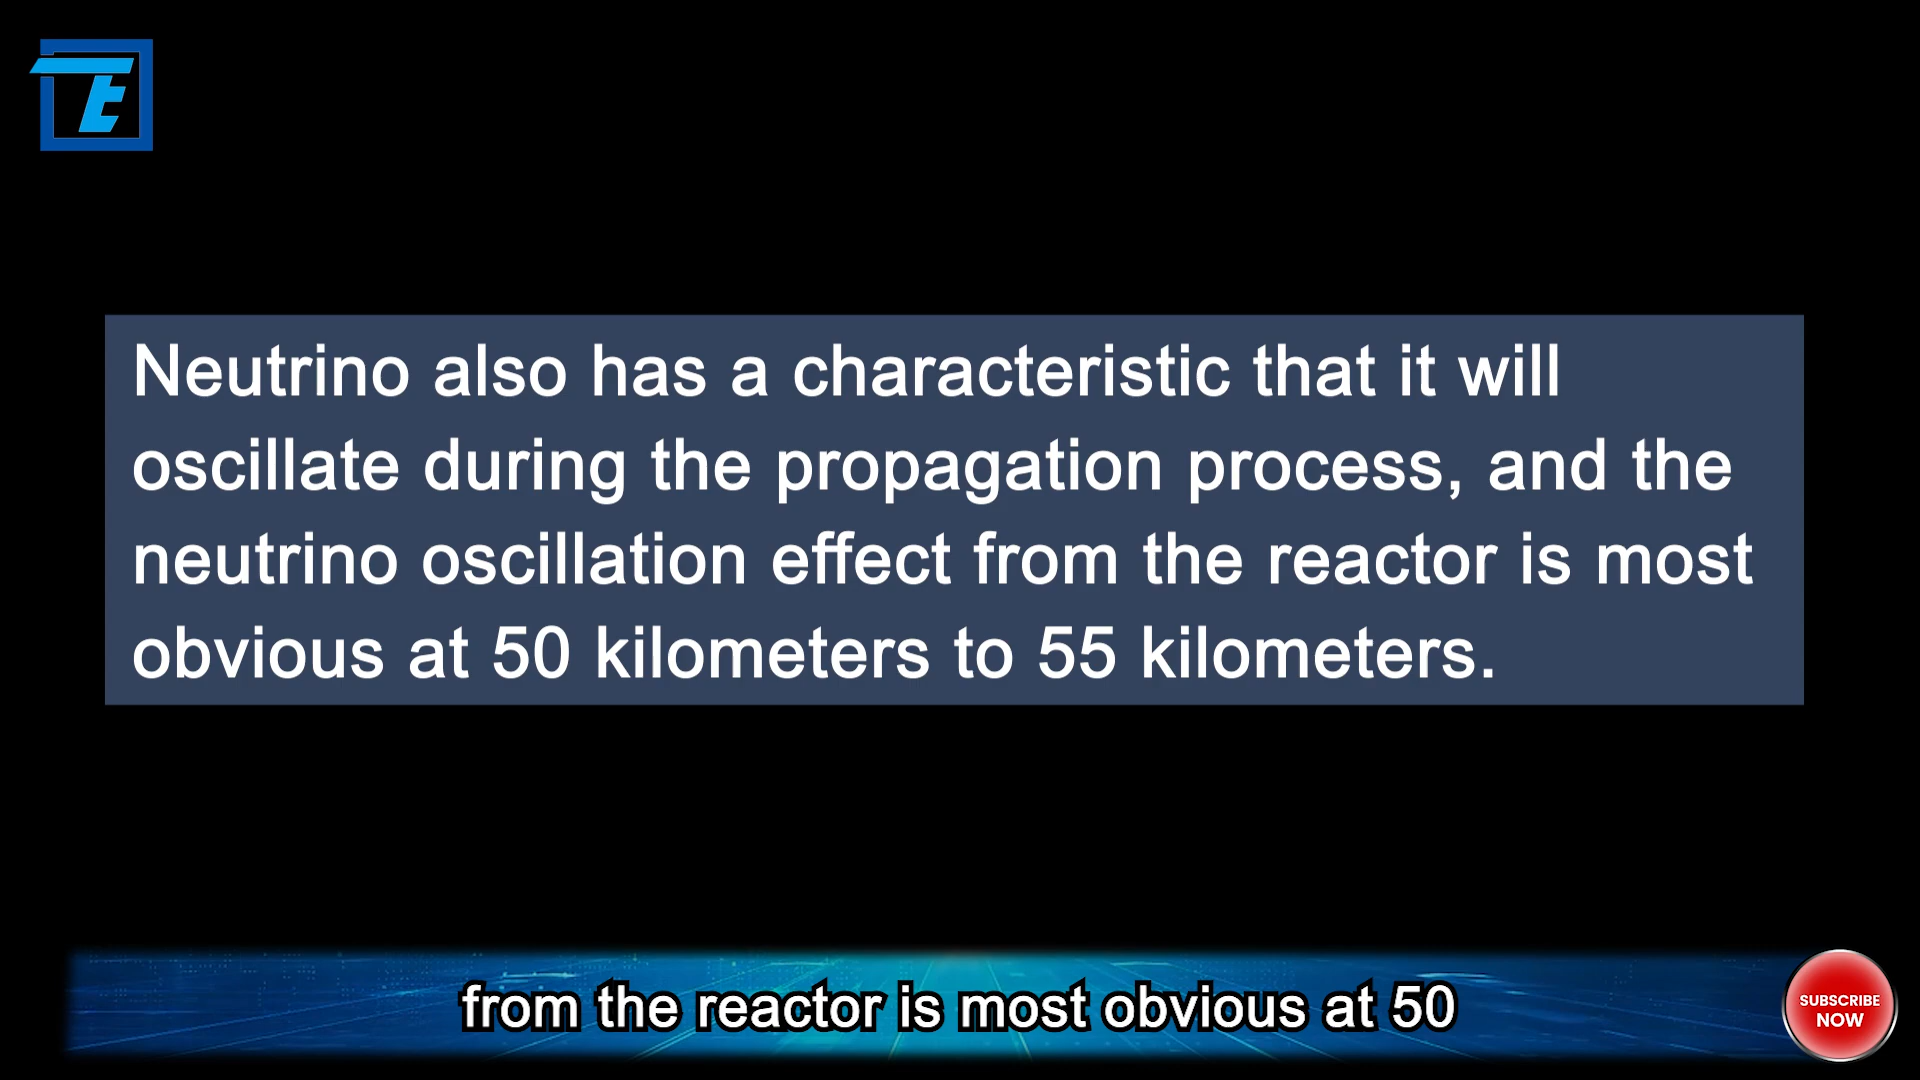 TE
Neutrino also has a characteristic that it will
oscillate during the propagation process, and the
neutrino oscillation effect from the reactor is most
obvious at 50 kilometers to 55 kilometers.
from the reactor is most obvious at 50
SUBSCRIBE
NOW